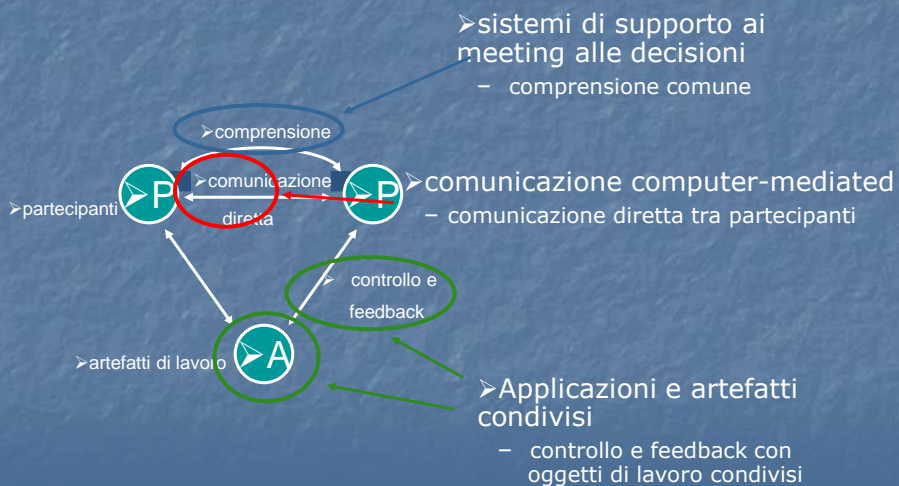 ➢sistemi di supporto ai
meeting alle decisioni
– comprensione comune
➢comprensione
➢P
➢comunicazione
➢P
diretta
➢partecipanti
➢comunicazione computer-mediated
– comunicazione diretta tra partecipanti
➢ controllo e
feedback
➢artefatti di lavoro
➢A
➢Applicazioni e artefatti
condivisi
– controllo e feedback con
oggetti di lavoro condivisi